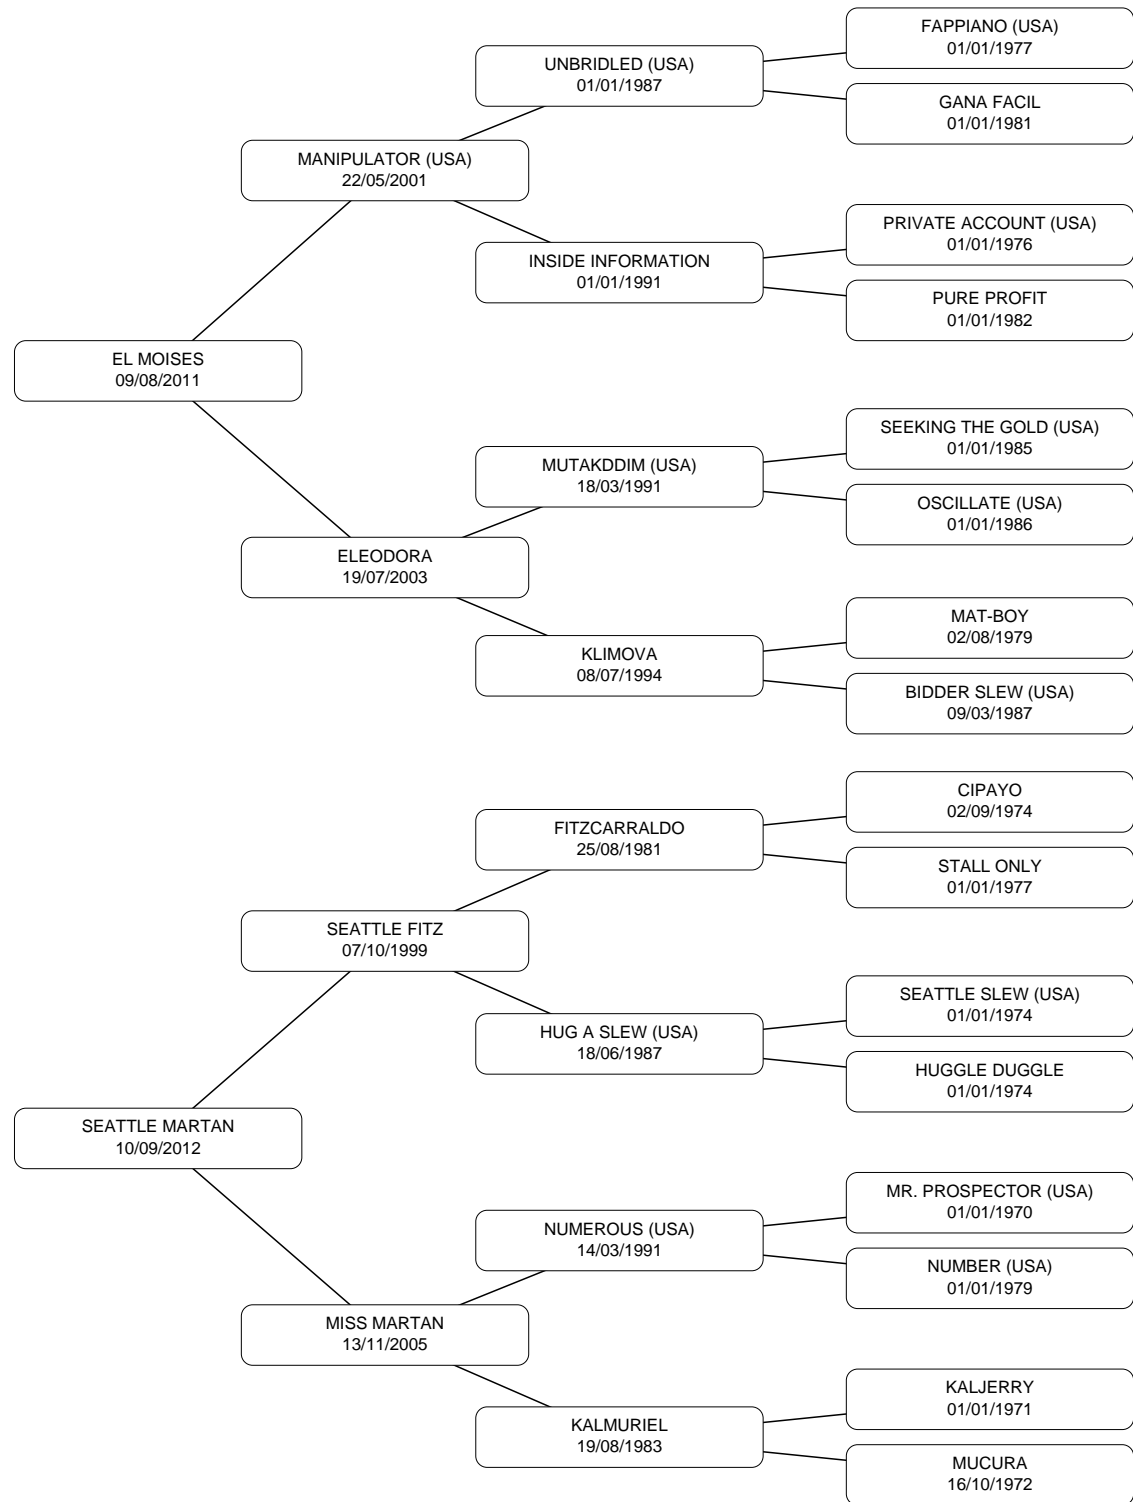 FAPPIANO (USA)
01/01/1977
UNBRIDLED (USA)
01/01/1987
GANA FACIL
01/01/1981
MANIPULATOR (USA)
22/05/2001
PRIVATE ACCOUNT (USA)
01/01/1976
INSIDE INFORMATION
01/01/1991
PURE PROFIT
01/01/1982
EL MOISES
09/08/2011
SEEKING THE GOLD (USA)
01/01/1985
MUTAKDDIM (USA)
18/03/1991
OSCILLATE (USA)
01/01/1986
ELEODORA
19/07/2003
MAT-BOY
02/08/1979
KLIMOVA
08/07/1994
BIDDER SLEW (USA)
09/03/1987
CIPAYO
02/09/1974
FITZCARRALDO
25/08/1981
STALL ONLY
01/01/1977
SEATTLE FITZ
07/10/1999
SEATTLE SLEW (USA)
01/01/1974
HUG A SLEW (USA)
18/06/1987
HUGGLE DUGGLE
01/01/1974
SEATTLE MARTAN
10/09/2012
MR. PROSPECTOR (USA)
01/01/1970
NUMEROUS (USA)
14/03/1991
NUMBER (USA)
01/01/1979
MISS MARTAN
13/11/2005
KALJERRY
01/01/1971
KALMURIEL
19/08/1983
MUCURA
16/10/1972